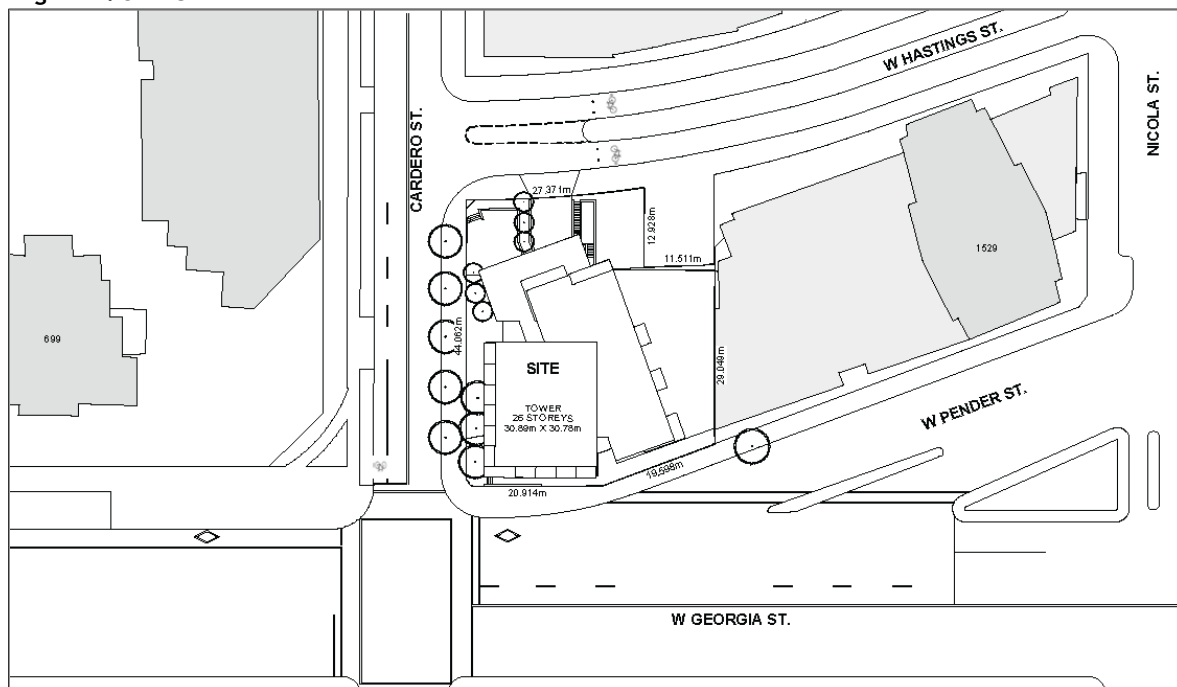 W HASTINGS ST.
NICOLA ST.
CARDERO ST.
27.371m
12.928m
11.511m
1529
699
44.062m
29.049m
SITE
TOWER
26 STOREYS
30.89m X 30.78m
W PENDER ST.
19.598m
20.914m
W GEORGIA ST.